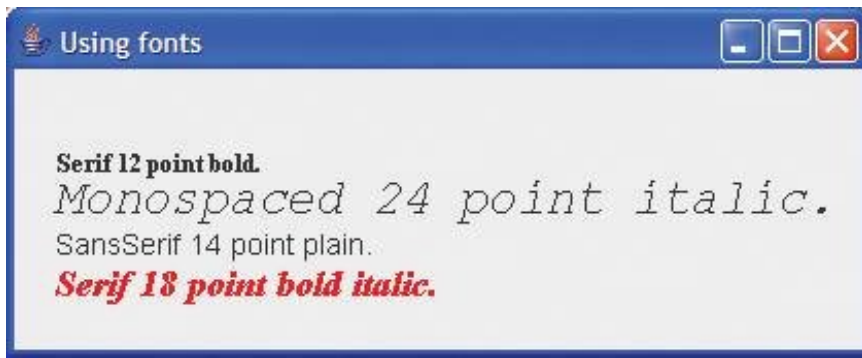 Using fonts
Serif 12 point bold.
Monospaced 24 point italic.
SansSerif 14 point plain.
Serif 18 point bold italic.